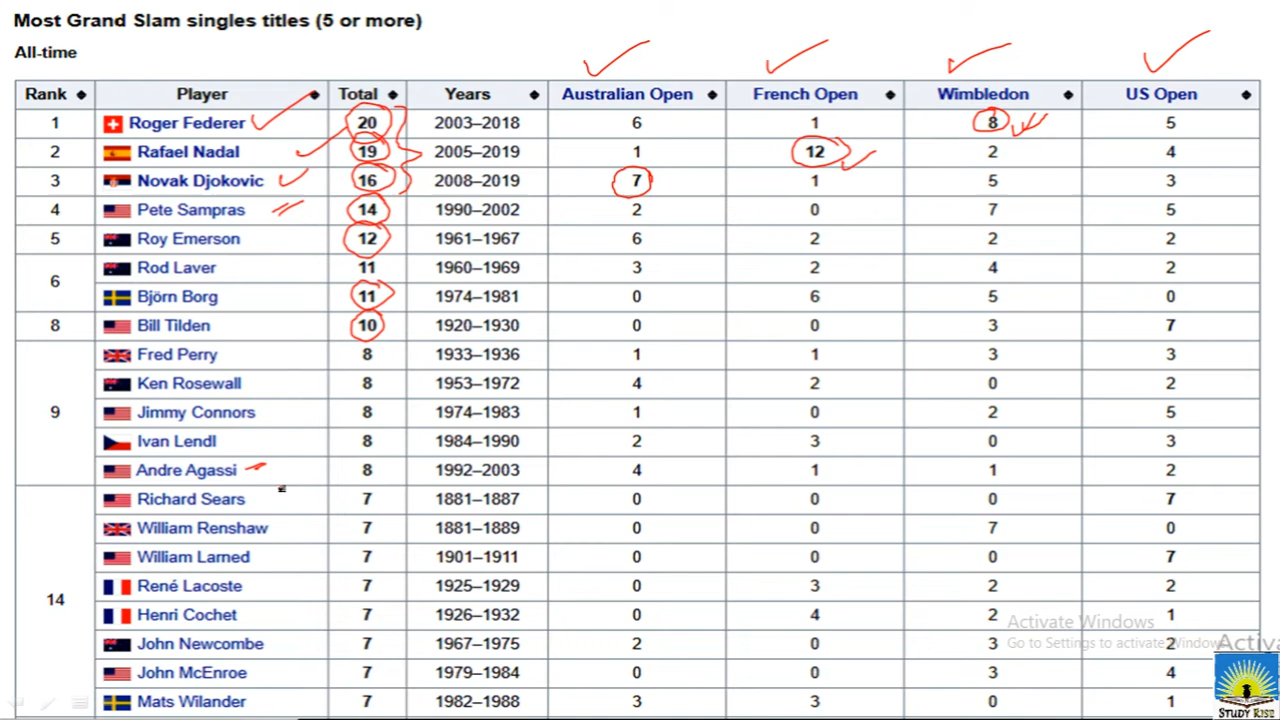 Most Grand Slam singles titles (5 or more)
All-time
Rank Player Total Years Australian Open French Open Wimbledon US Open
1 Roger Federer 20 2003–2018 6 1 8 5
2 Rafael Nadal 19 2005–2019 1 12 2 4
3 Novak Djokovic 16 2008–2019 7 1 5 3
4 Pete Sampras 14 1990–2002 2 0 7 5
5 Roy Emerson 12 1961–1967 6 2 2 2
6 Rod Laver 11 1960–1969 3 2 4 2
Björn Borg 11 1974–1981 0 6 5 0
8 Bill Tilden 10 1920–1930 0 0 3 7
9 Fred Perry 8 1933–1936 1 1 3 3
Ken Rosewall 8 1953–1972 4 2 0 2
Jimmy Connors 8 1974–1983 1 0 2 5
Ivan Lendl 8 1984–1990 2 3 0 3
Andre Agassi 8 1992–2003 4 1 1 2
14 Richard Sears 7 1881–1887 0 0 0 7
William Renshaw 7 1881–1889 0 0 7 0
William Larned 7 1901–1911 0 0 0 7
René Lacoste 7 1925–1929 0 3 2 2
Henri Cochet 7 1926–1932 0 4 2 1
John Newcombe 7 1967–1975 2 0 3 2
John McEnroe 7 1979–1984 0 0 3 4
Mats Wilander 7 1982–1988 3 3 0 1
Activate Windows
Go to Settings to activate Windows.
Activ
STUDY RISE